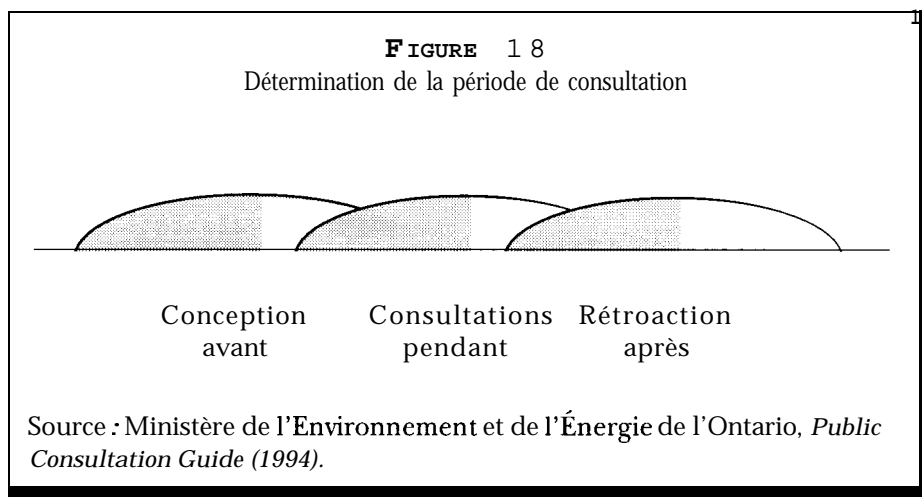 1
FIGURE 18
Détermination de la période de consultation
Conception Consultations Rétroaction
avant pendant après
Source : Ministère de l'Environnement et de l'Énergie de l'Ontario, Public
Consultation Guide (1994).